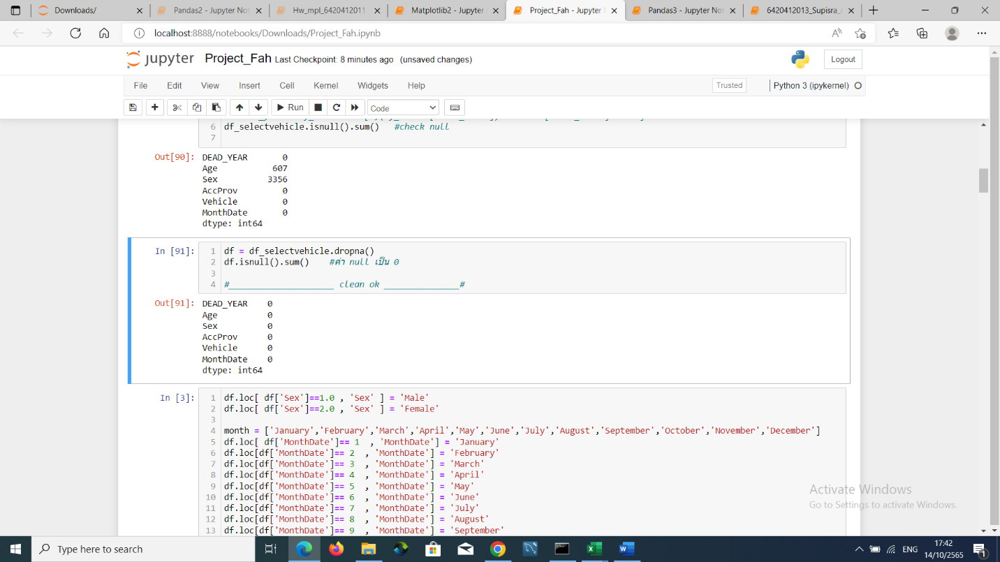 Downloads/
Pandas2 - Jupyter Not
Hw_mpl_6420412011
Matplotlib2 - Jupyter
Project_Fah - Jupyter
Pandas3 - Jupyter Not
6420412013_Supisra_
localhost:8888/notebooks/Downloads/Project_Fah.ipynb
jupyter Project_Fah Last Checkpoint: 8 minutes ago (unsaved changes)
Logout
File Edit View Insert Cell Kernel Widgets Help
Trusted
Python 3 (ipykernel)
Run
Code
6 df_selectvehicle.isnull().sum() #check null
7
Out[90]: DEAD_YEAR 0
Age 607
Sex 3356
AccProv 0
Vehicle 0
MonthDate 0
dtype: int64
In [91]: 1 df = df_selectvehicle.dropna()
2 df.isnull().sum() #ค่า null เป็น 0
3
4 #____________________ clean ok ______________#
Out[91]: DEAD_YEAR 0
Age 0
Sex 0
AccProv 0
Vehicle 0
MonthDate 0
dtype: int64
In [3]: 1 df.loc[ df['Sex']==1.0 , 'Sex' ] = 'Male'
2 df.loc[ df['Sex']==2.0 , 'Sex' ] = 'Female'
3
4 month = ['January','February','March','April','May','June','July','August','September','October','November','December']
5 df.loc[ df['MonthDate']== 1 , 'MonthDate'] = 'January'
6 df.loc[df['MonthDate']== 2 , 'MonthDate'] = 'February'
7 df.loc[df['MonthDate']== 3 , 'MonthDate'] = 'March'
8 df.loc[df['MonthDate']== 4 , 'MonthDate'] = 'April'
9 df.loc[df['MonthDate']== 5 , 'MonthDate'] = 'May'
10 df.loc[df['MonthDate']== 6 , 'MonthDate'] = 'June'
11 df.loc[df['MonthDate']== 7 , 'MonthDate'] = 'July'
12 df.loc[df['MonthDate']== 8 , 'MonthDate'] = 'August'
13 df.loc[df['MonthDate']== 9 , 'MonthDate'] = 'September'
Activate Windows
Go to Settings to activate Windows.
Type here to search
ENG
17:42
14/10/2565
1